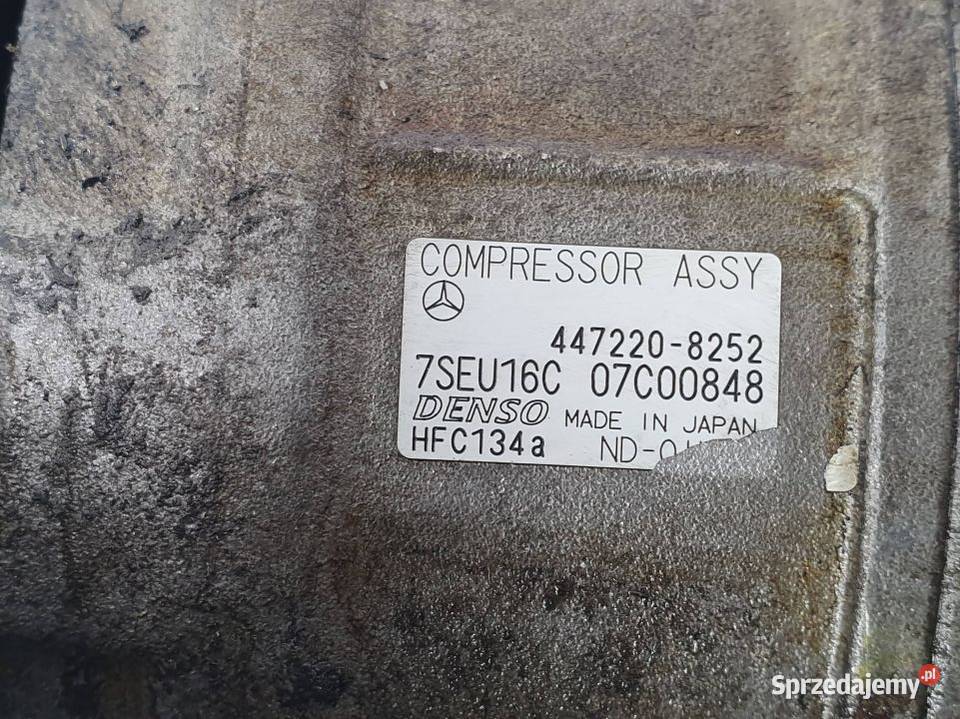 COMPRESSOR ASSY
447220-8252
7SEU16C 07C00848
DENSO MADE IN JAPAN
HFC134a
Sprzedajemy.pl